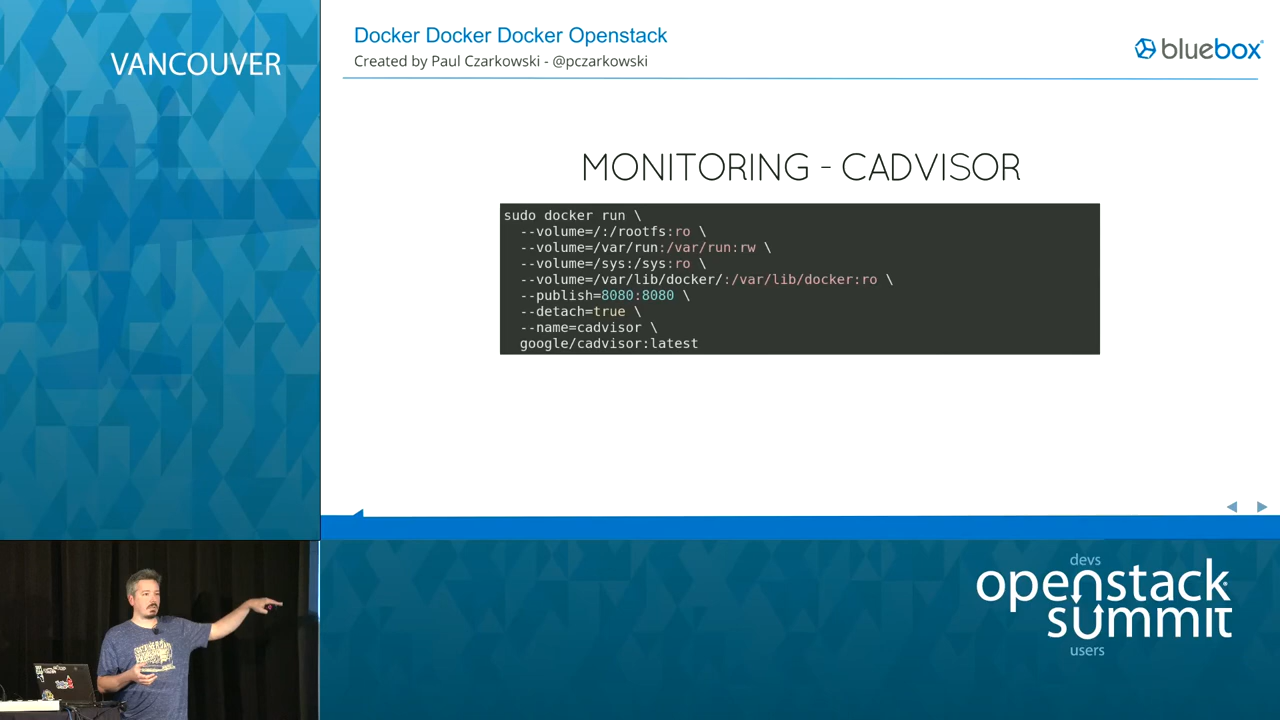 VANCOUVER
Docker Docker Docker Openstack
Created by Paul Czarkowski - @pczarkowski
bluebox
MONITORING - CADVISOR
sudo docker run \
--volume=/:/rootfs:ro \
--volume=/var/run:/var/run:rw \
--volume=/sys:/sys:ro \
--volume=/var/lib/docker/:/var/lib/docker:ro \
--publish=8080:8080 \
--detach=true \
--name=cadvisor \
google/cadvisor:latest
devs
openstack
summit
users